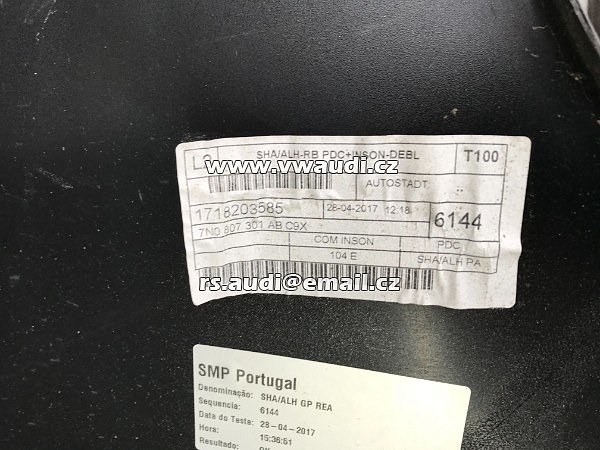 L2 SHA/ALH-RB PDC+INSON-DEBL T100
www.vwaudi.cz
AUTOSTADT
1718203585 28-04-2017 12:18 6144
7N0 807 301 AB C9X
COM INSON PDC
104 E SHA/ALH PA
rs.audi@email.cz
SMP Portugal
Denominação: SHA/ALH GP REA
Sequencia: 6144
Data do Teste: 28-04-2017
Hora: 15:36:51
Resultado: OK